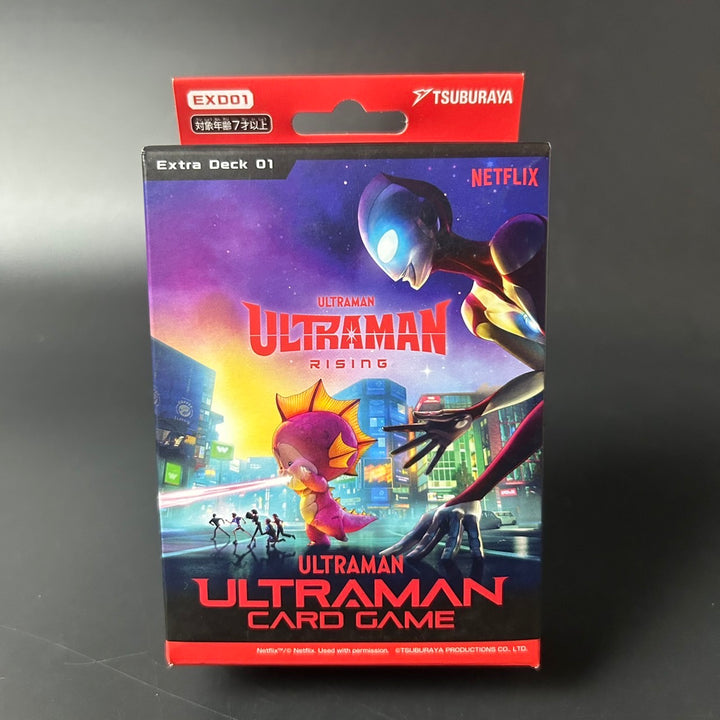 EXD01
TSUBURAYA
対象年齢7才以上
Extra Deck 01
NETFLIX
ULTRAMAN
ULTRAMAN
RISING
ULTRAMAN
ULTRAMAN
CARD GAME
Netflix™/© Netflix. Used with permission. ©TSUBURAYA PRODUCTIONS CO., LTD.